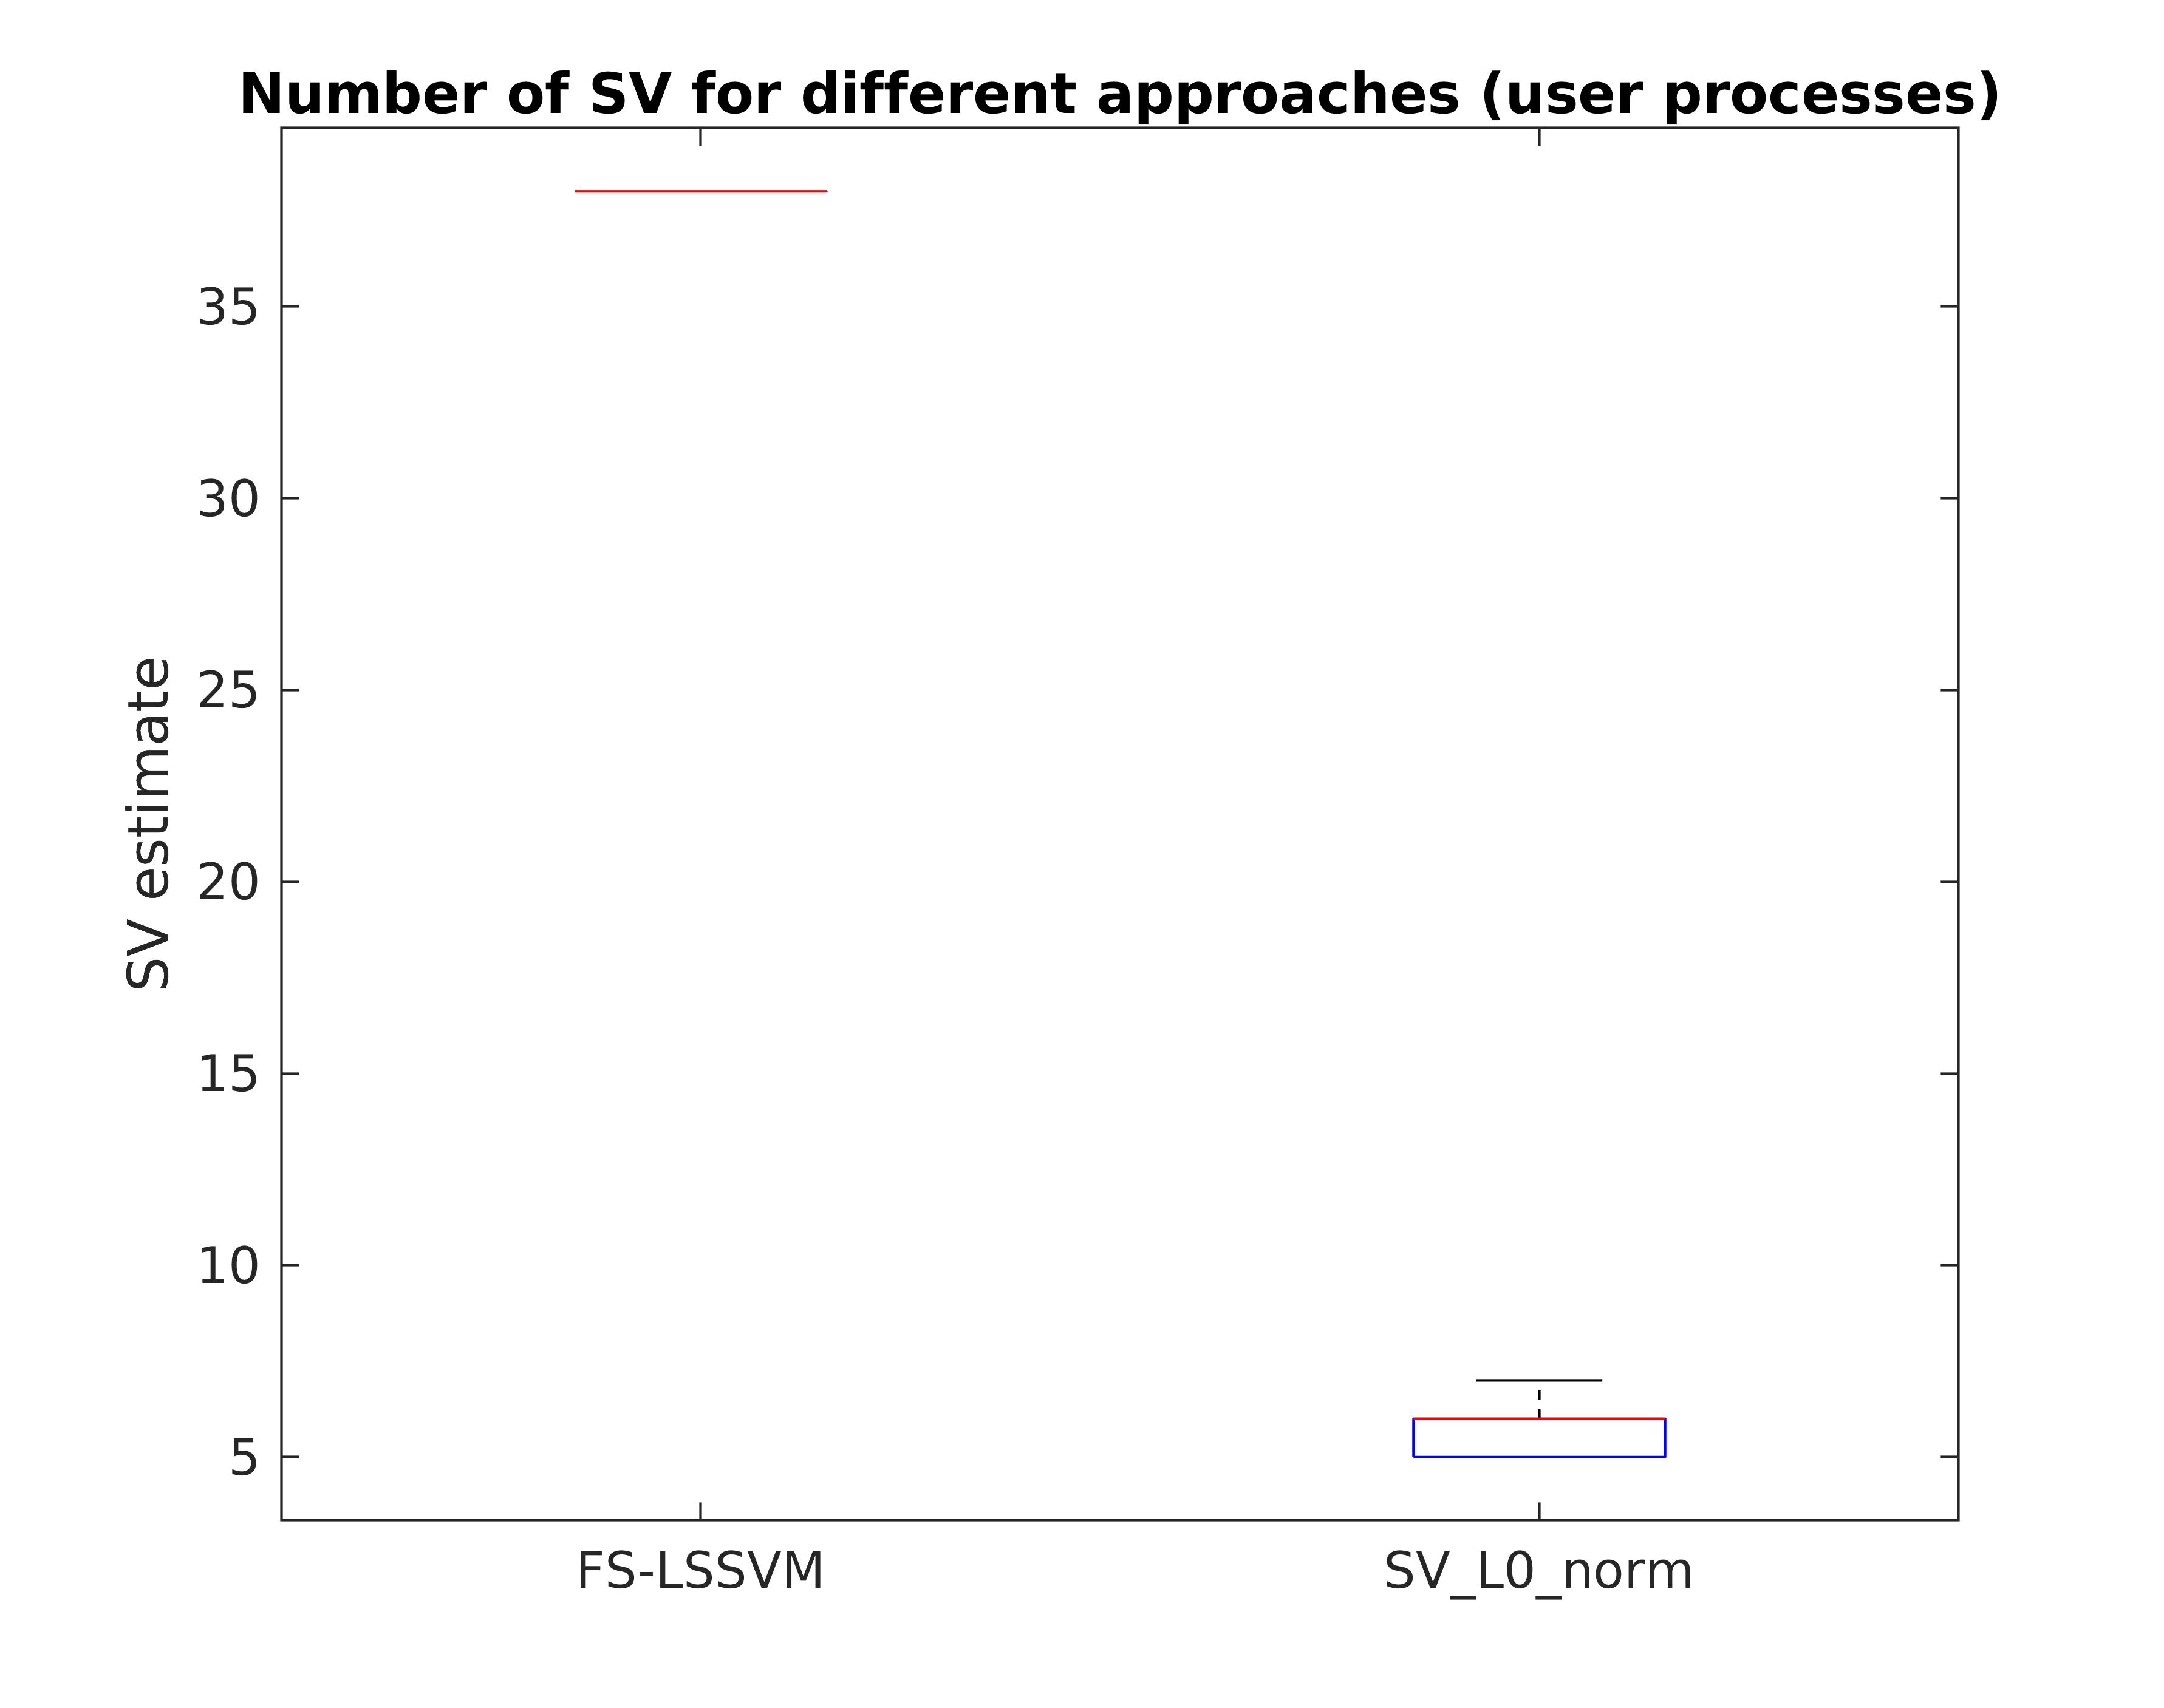 Number of SV for different approaches (user processes)
SV estimate
35
30
25
20
15
10
5
FS-LSSVM
SV_L0_norm